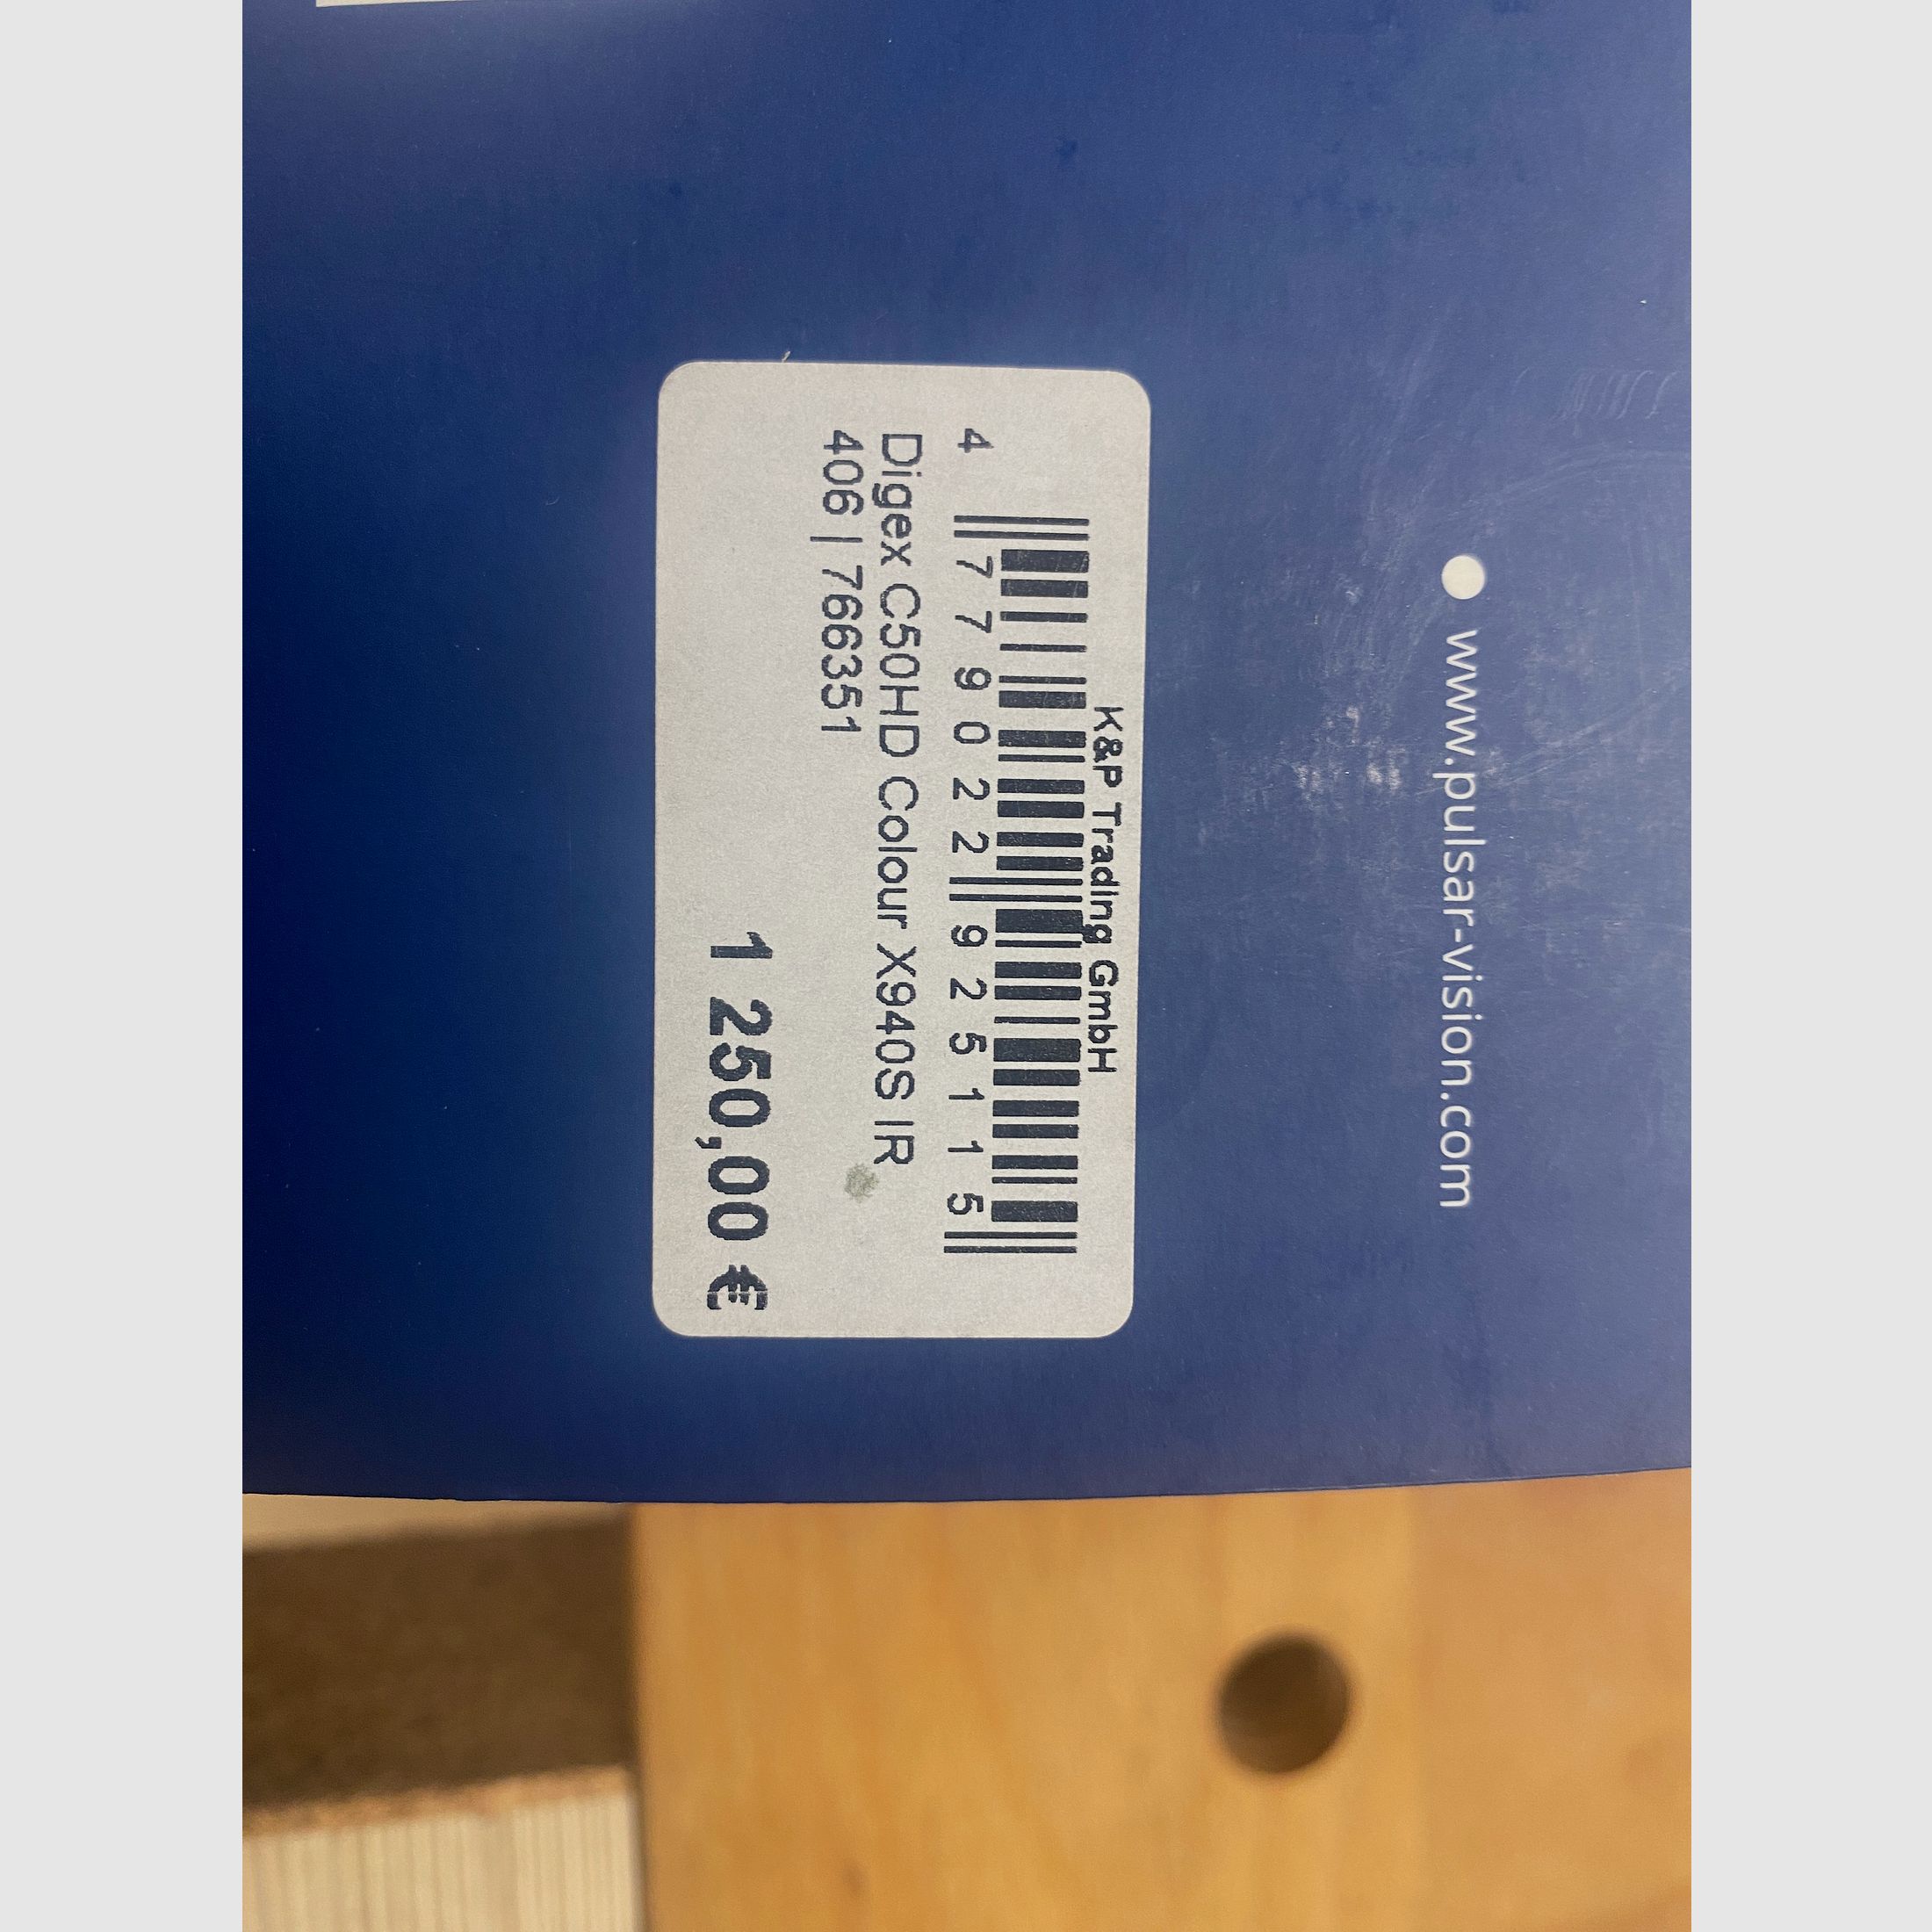 • www.pulsar-vision.com
K&P Trading GmbH
4 779022 925115
Digex C50HD Colour X940S IR
406 | 766351
1 250,00 €